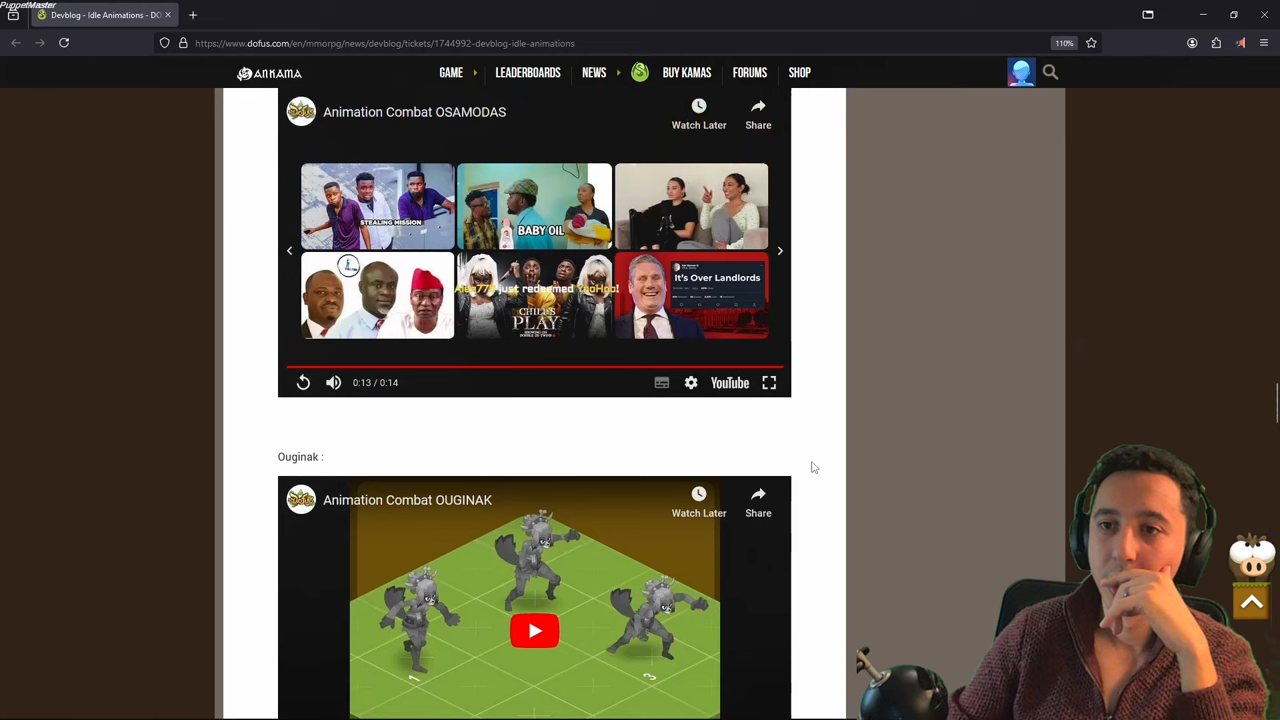 PuppetMaster
Devblog - Idle Animations - DO
https://www.dofus.com/en/mmorpg/news/devblog/tickets/1744992-devblog-idle-animations
110%
ANKAMA
GAME
LEADERBOARDS
NEWS
BUY KAMAS
FORUMS
SHOP
Animation Combat OSAMODAS
Watch Later
Share
STEALING MISSION
BABY OIL
It's Over Landlords
just redeemed
CHILD'S
PLAY
0:13 / 0:14
YouTube
Ouginak :
Animation Combat OUGINAK
Watch Later
Share
1
3